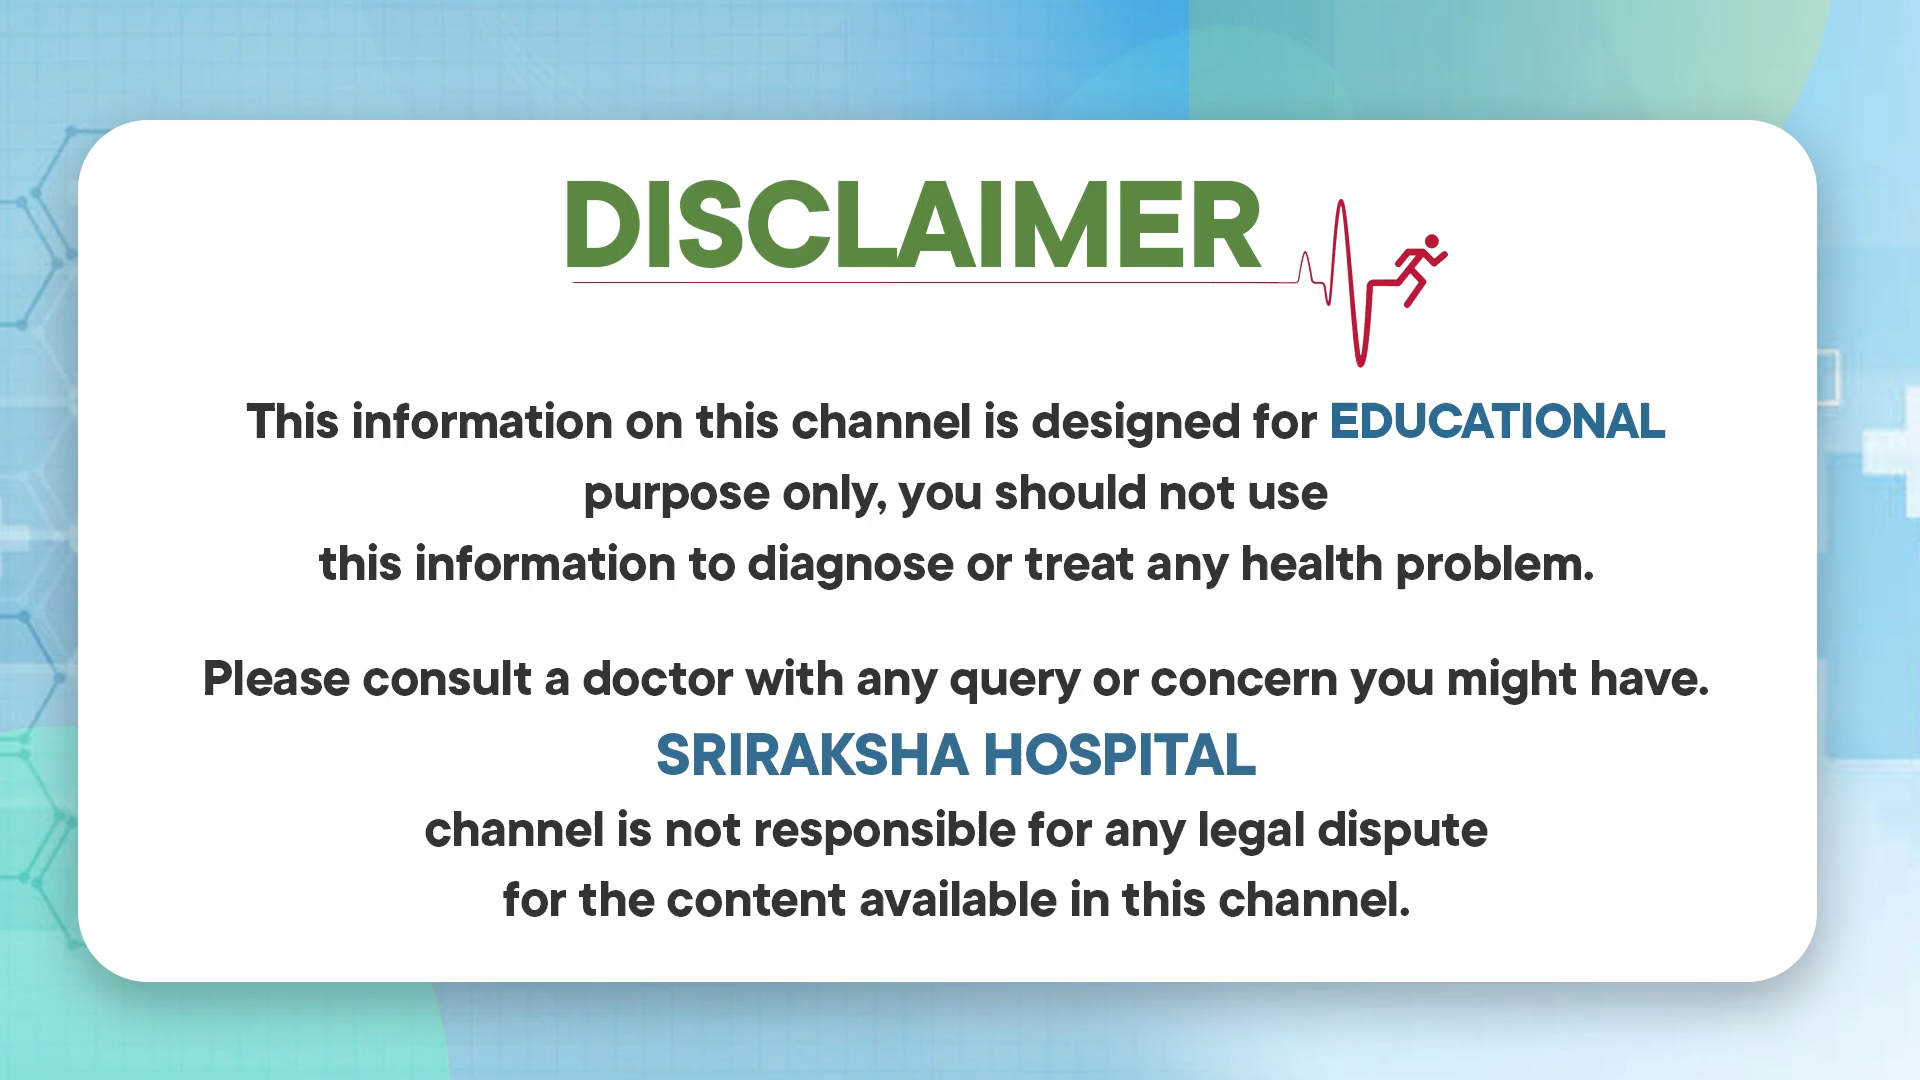 DISCLAIMER
This information on this channel is designed for EDUCATIONAL
purpose only, you should not use
this information to diagnose or treat any health problem.
Please consult a doctor with any query or concern you might have.
SRIRAKSHA HOSPITAL
channel is not responsible for any legal dispute
for the content available in this channel.